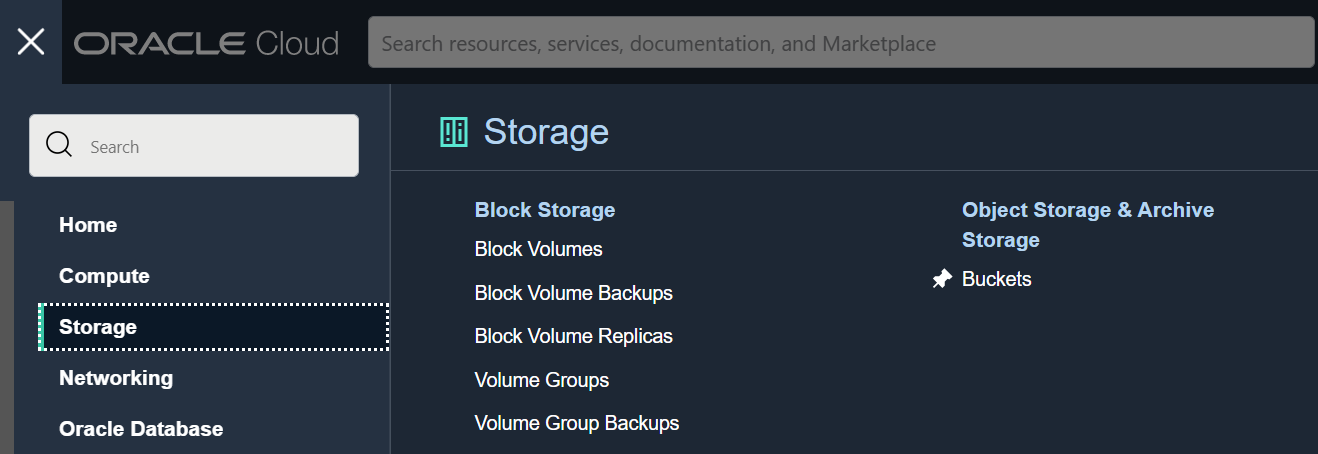 ORACLE Cloud
Search resources, services, documentation, and Marketplace
Search
Home
Compute
Storage
Networking
Oracle Database
Storage
Block Storage
Block Volumes
Block Volume Backups
Block Volume Replicas
Volume Groups
Volume Group Backups
Object Storage & Archive
Storage
Buckets